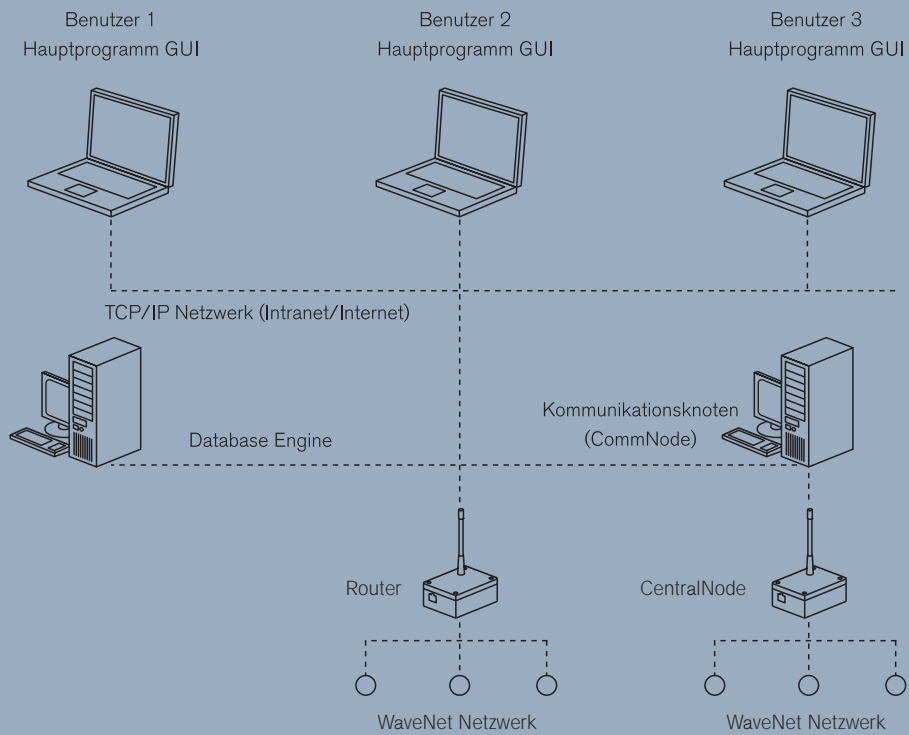 Benutzer 1
Hauptprogramm GUI
Benutzer 2
Hauptprogramm GUI
Benutzer 3
Hauptprogramm GUI
TCP/IP Netzwerk (Intranet/Internet)
Database Engine
Kommunikationsknoten
(CommNode)
Router
CentralNode
WaveNet Netzwerk
WaveNet Netzwerk